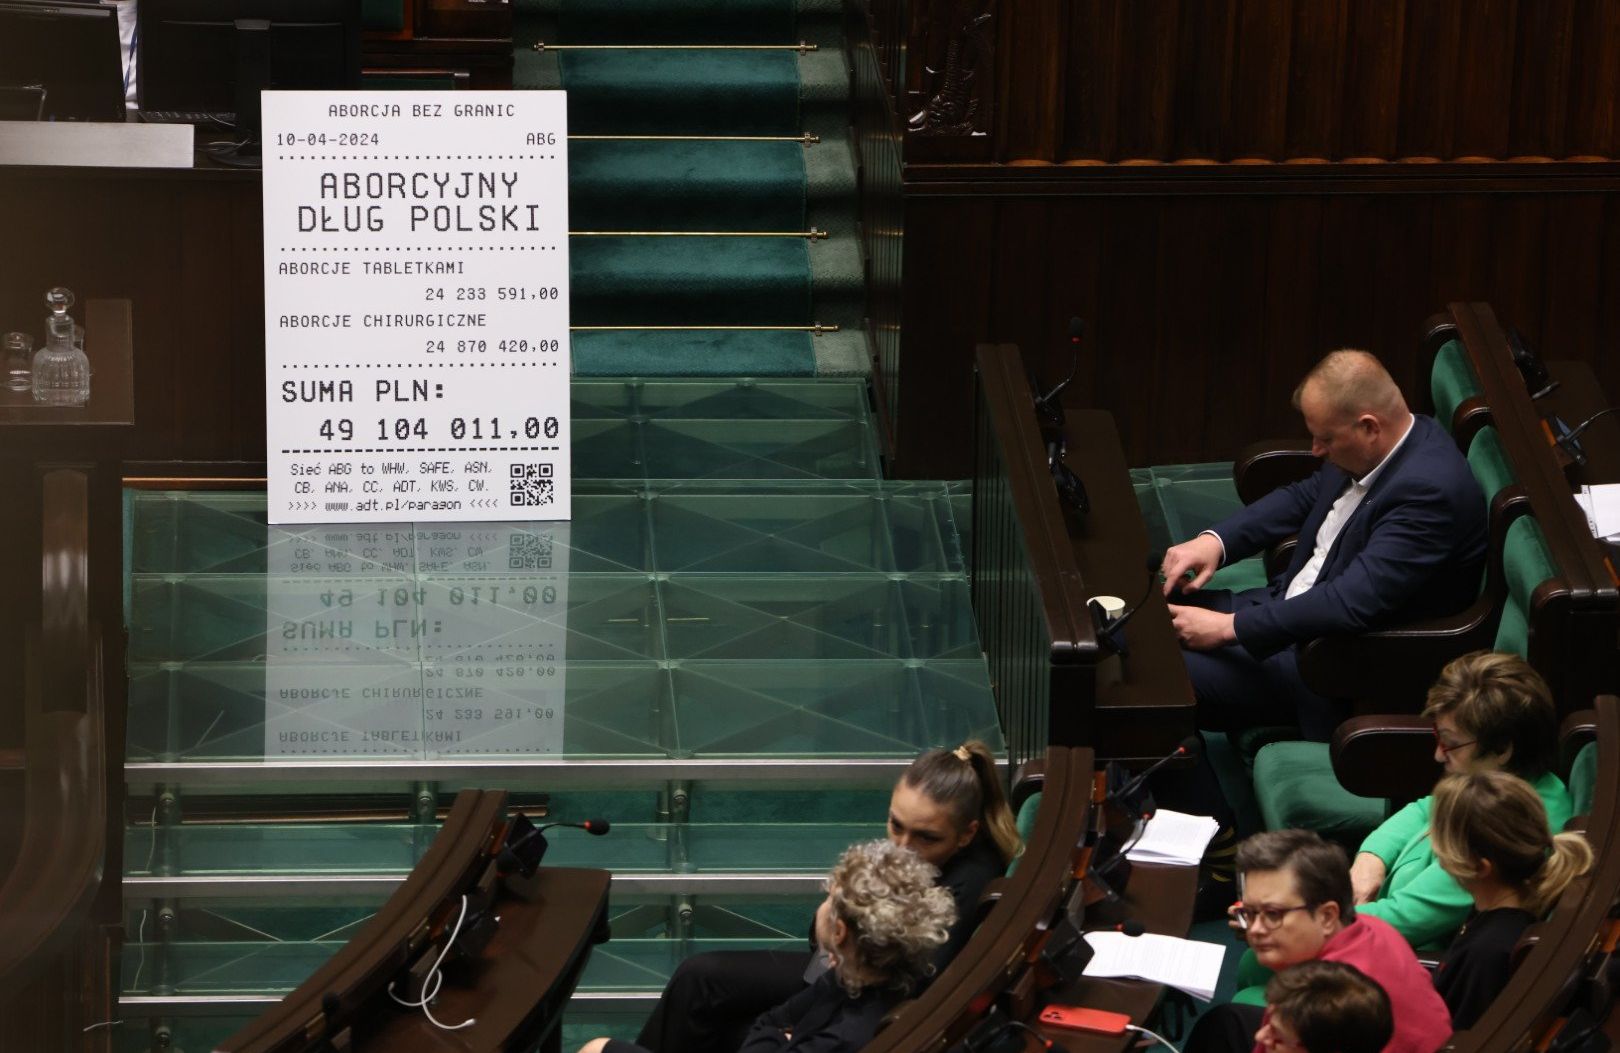 ABORCJA BEZ GRANIC
10-04-2024 ABG
ABORCYJNY
DŁUG POLSKI
ABORCJE TABLETKAMI
24 233 591,00
ABORCJE CHIRURGICZNE
24 870 420,00
SUMA PLN:
49 104 011,00
Sieć ABG to WHW, SAFE, ASN,
CB, ANA, CC, ADT, KWS, CW.
>>>> www.adt.pl/paragon <<<<